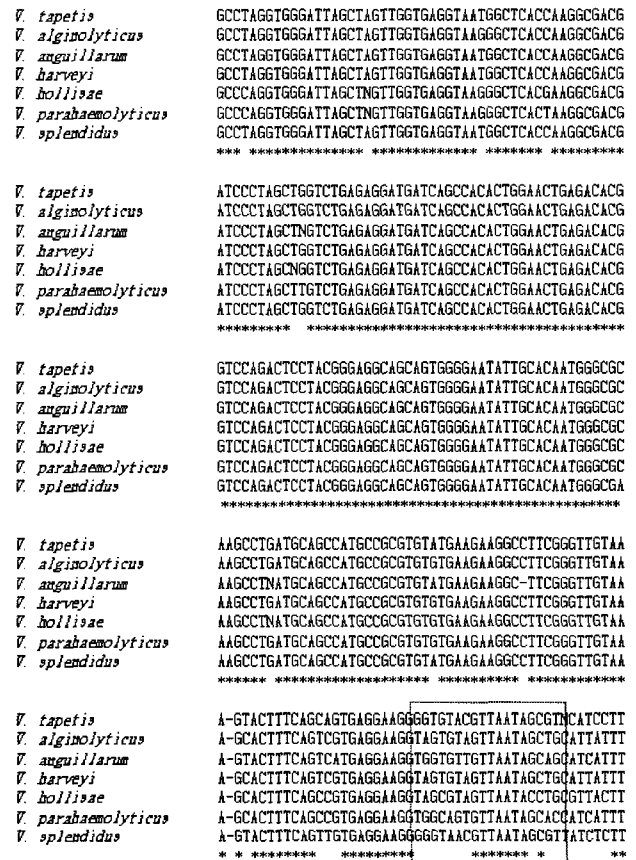 V. tapetis GCCTAGGTGGGATTAGCTAGTTGGTGAGGTAATGGCTCACCAAGGCGACG
V. alginolyticus GCCTAGGTGGGATTAGCTAGTTGGTGAGGTAAGGGCTCACCAAGGCGACG
V. anguillarum GCCTAGGTGGGATTAGCTAGTTGGTGAGGTAATGGCTCACCAAGGCGACG
V. harveyi GCCTAGGTGGGATTAGCTAGTTGGTGAGGTAATGGCTCACCAAGGCGACG
V. hollisae GCCCAGGTGGGATTAGCTNGTTGGTGAGGTAAGGGCTCACGAAGGCGACG
V. parahaemolyticus GCCCAGGTGGGATTAGCTNGTTGGTGAGGTAAGGGCTCACTAAGGCGACG
V. splendidus GCCTAGGTGGGATTAGCTAGTTGGTGAGGTAATGGCTCACCAAGGCGACG
*** ************** ************* ******* *********
V. tapetis ATCCCTAGCTGGTCTGAGAGGATGATCAGCCACACTGGAACTGAGACACG
V. alginolyticus ATCCCTAGCTGGTCTGAGAGGATGATCAGCCACACTGGAACTGAGACACG
V. anguillarum ATCCCTAGCTNGTCTGAGAGGATGATCAGCCACACTGGAACTGAGACACG
V. harveyi ATCCCTAGCTGGTCTGAGAGGATGATCAGCCACACTGGAACTGAGACACG
V. hollisae ATCCCTAGCNGGTCTGAGAGGATGATCAGCCACACTGGAACTGAGACACG
V. parahaemolyticus ATCCCTAGCTTGTCTGAGAGGATGATCAGCCACACTGGAACTGAGACACG
V. splendidus ATCCCTAGCTGGTCTGAGAGGATGATCAGCCACACTGGAACTGAGACACG
********* ***************************************
V. tapetis GTCCAGACTCCTACGGGAGGCAGCAGTGGGGAATATTGCACAATGGGCGC
V. alginolyticus GTCCAGACTCCTACGGGAGGCAGCAGTGGGGAATATTGCACAATGGGCGC
V. anguillarum GTCCAGACTCCTACGGGAGGCAGCAGTGGGGAATATTGCACAATGGGCGC
V. harveyi GTCCAGACTCCTACGGGAGGCAGCAGTGGGGAATATTGCACAATGGGCGC
V. hollisae GTCCAGACTCCTACGGGAGGCAGCAGTGGGGAATATTGCACAATGGGCGC
V. parahaemolyticus GTCCAGACTCCTACGGGAGGCAGCAGTGGGGAATATTGCACAATGGGCGC
V. splendidus GTCCAGACTCCTACGGGAGGCAGCAGTGGGGAATATTGCACAATGGGCGA
*************************************************
V. tapetis AAGCCTGATGCAGCCATGCCGCGTGTATGAAGAAGGCCTTCGGGTTGTAA
V. alginolyticus AAGCCTGATGCAGCCATGCCGCGTGTGTGAAGAAGGCCTTCGGGTTGTAA
V. anguillarum AAGCCTNATGCAGCCATGCCGCGTGTATGAAGAAGGC-TTCGGGTTGTAA
V. harveyi AAGCCTGATGCAGCCATGCCGCGTGTGTGAAGAAGGCCTTCGGGTTGTAA
V. hollisae AAGCCTNATGCAGCCATGCCGCGTGTGTGAAGAAGGCCTTCGGGTTGTAA
V. parahaemolyticus AAGCCTGATGCAGCCATGCCGCGTGTGTGAAGAAGGCCTTCGGGTTGTAA
V. splendidus AAGCCTGATGCAGCCATGCCGCGTGTATGAAGAAGGCCTTCGGGTTGTAA
****** ******************* ********** ************
V. tapetis A-GTACTTTCAGCAGTGAGGAAGGGGTGTACGTTAATAGCGTNCATCCTT
V. alginolyticus A-GCACTTTCAGTCGTGAGGAAGGTAGTGTAGTTAATAGCTGCATTATTT
V. anguillarum A-GTACTTTCAGTCATGAGGAAGGTGGTGTTGTTAATAGCAGCATCATTT
V. harveyi A-GCACTTTCAGTCGTGAGGAAGGTAGTGTAGTTAATAGCTGCATTATTT
V. hollisae A-GCACTTTCAGCCGTGAGGAAGGTAGCGTAGTTAATACCTGCGTTACTT
V. parahaemolyticus A-GCACTTTCAGCCGTGAGGAAGGTGGCAGTGTTAATAGCACCATCATTT
V. splendidus A-GTACTTTCAGTTGTGAGGAAGGGGGTAACGTTAATAGCGTTATCTCTT
* * ******** ********* ******* * **